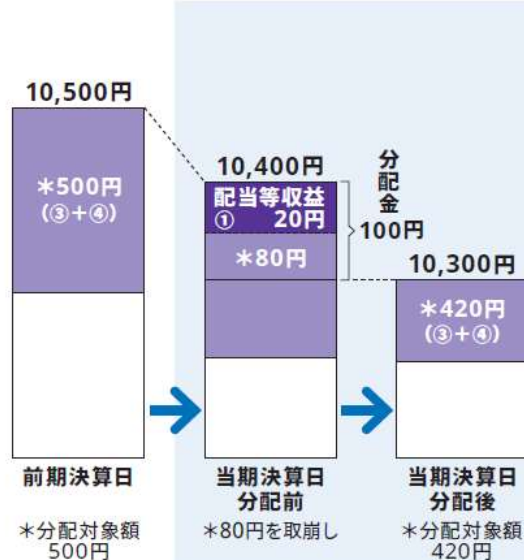 10,500円
＊500円
（③＋④）
前期決算日
＊分配対象額
500円
10,400円
配当等収益
① 20円
＊80円
分配金
100円
当期決算日
分配前
＊80円を取崩し
10,300円
＊420円
（③＋④）
当期決算日
分配後
＊分配対象額
420円